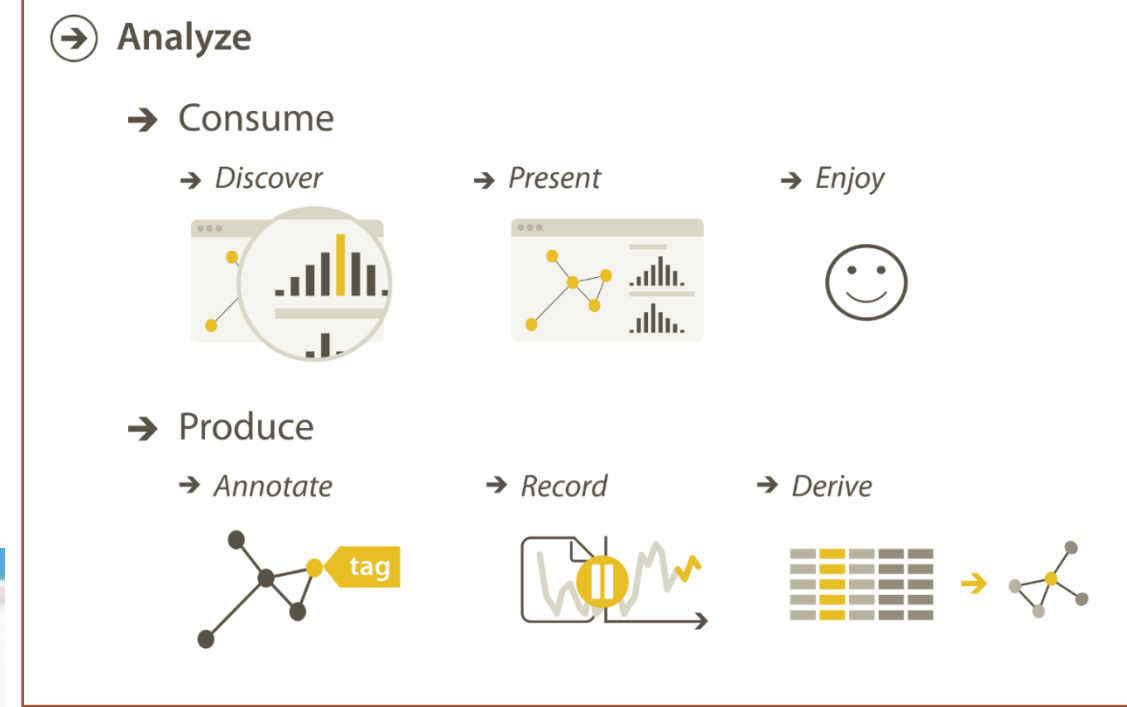 Analyze
Consume
Discover
Present
Enjoy
Produce
Annotate
Record
Derive
tag